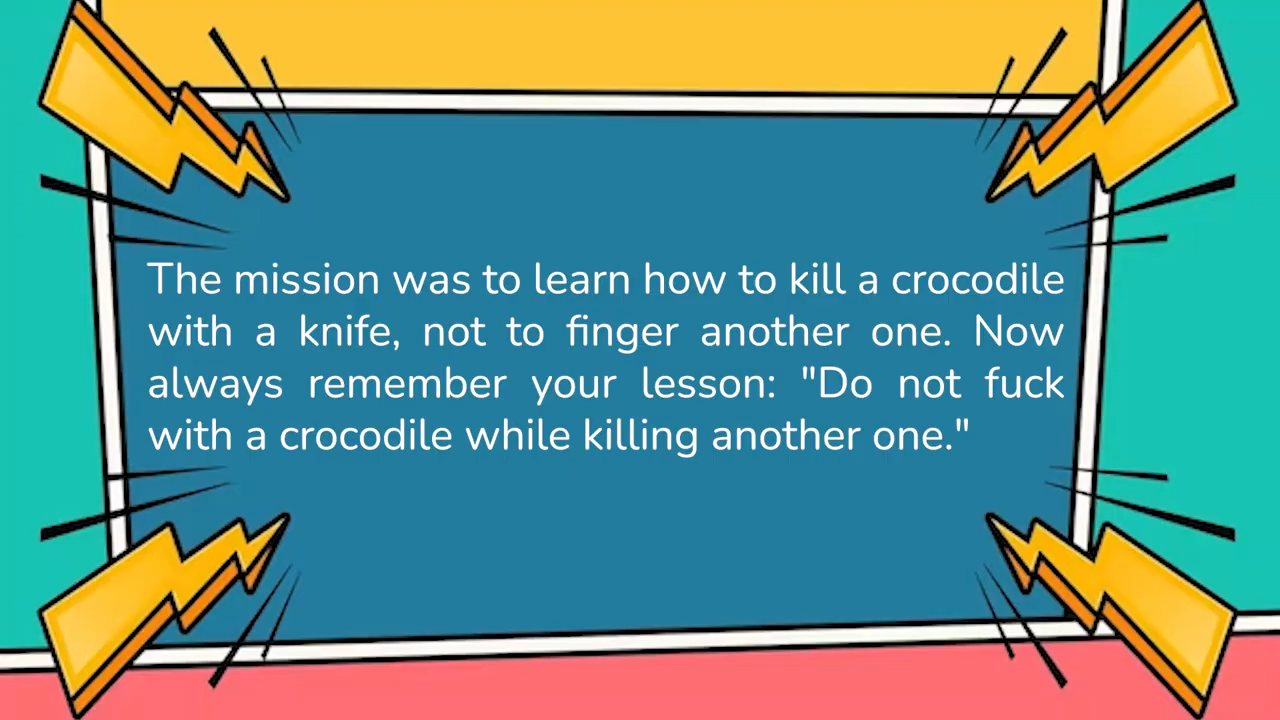 The mission was to learn how to kill a crocodile
with a knife, not to finger another one. Now
always remember your lesson: "Do not fuck
with a crocodile while killing another one."